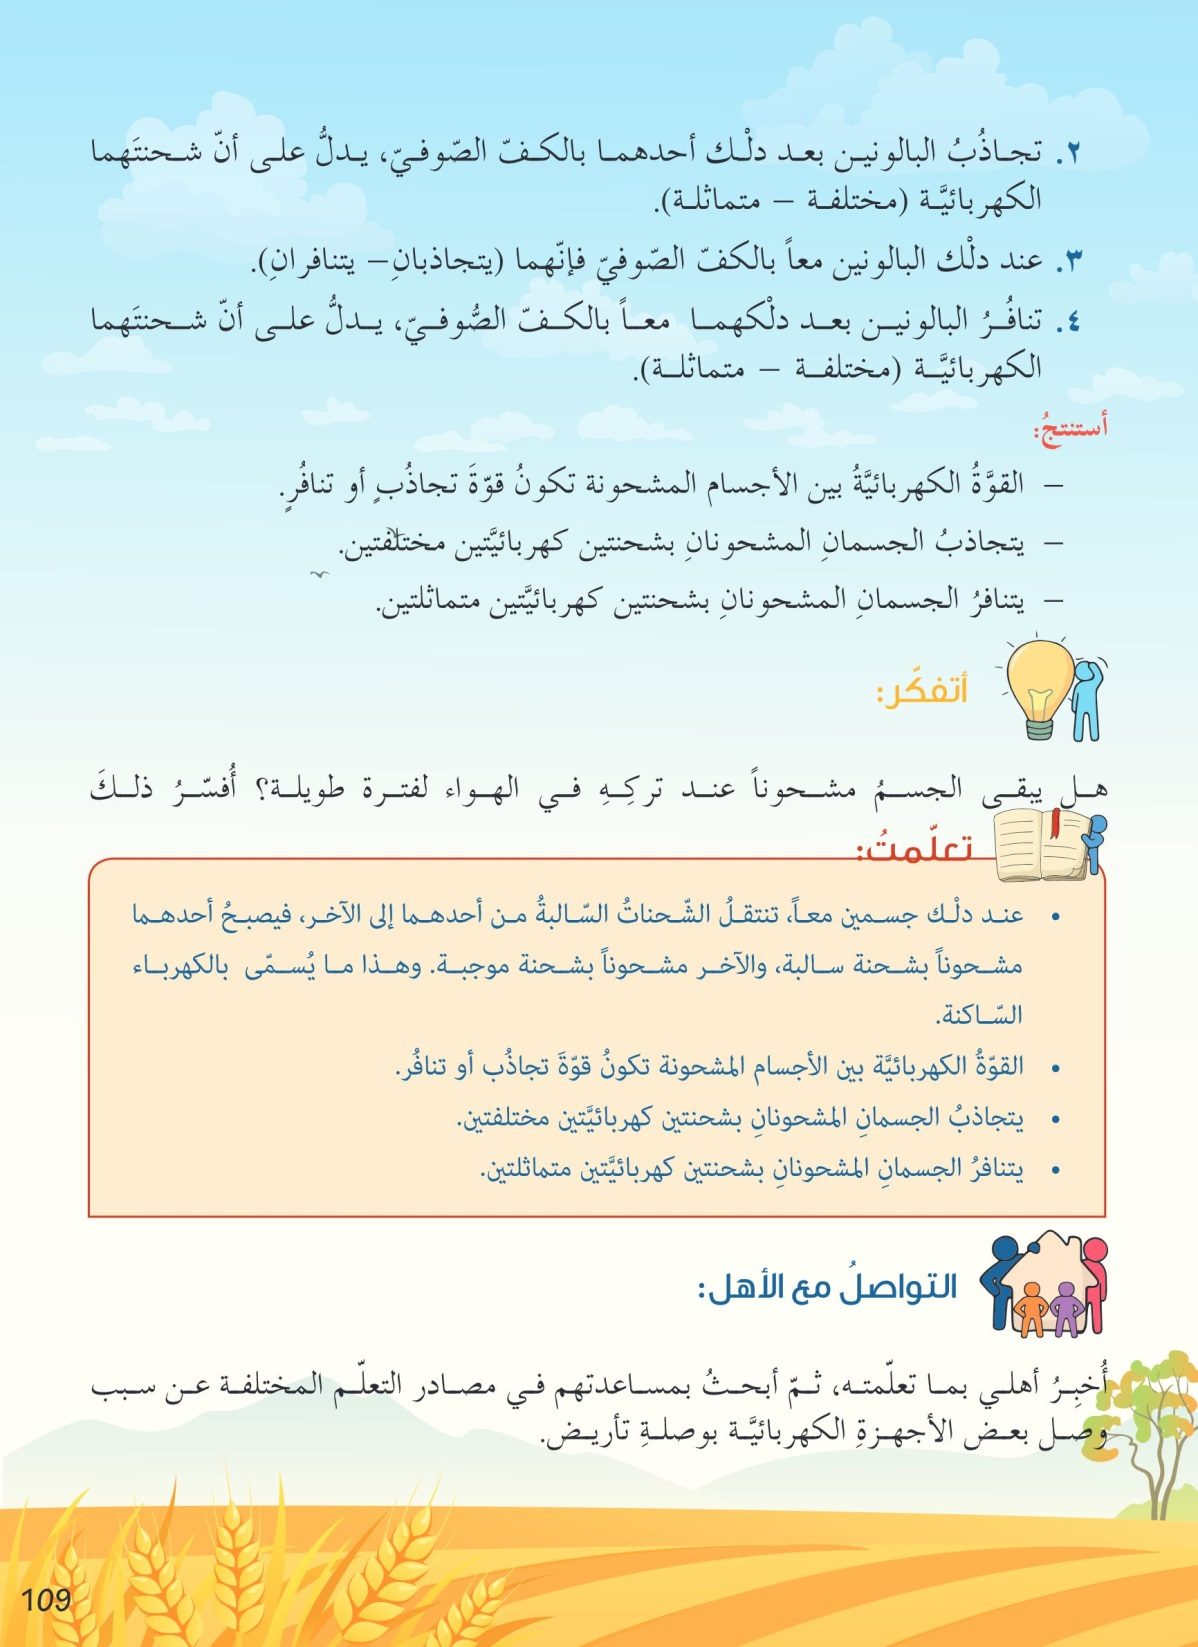 ٢. تجاذُبُ البالونين بعد دلْك أحدهما بالكفّ الصّوفيّ، يدلُّ على أنّ شحنتَهما
الكهربائيَّة (مختلفة – متماثلة).
٣. عند دلْك البالونين معاً بالكفّ الصّوفيّ فإنّهما (يتجاذبانِ– يتنافرانِ).
٤. تنافُرُ البالونين بعد دلْكهما معاً بالكفّ الصُّوفيّ، يدلُّ على أنّ شحنتَهما
الكهربائيَّة (مختلفة – متماثلة).
أستنتجُ:
– القوَّةُ الكهربائيَّةُ بين الأجسام المشحونة تكونُ قوّةَ تجاذُبٍ أو تنافُرٍ.
– يتجاذبُ الجسمانِ المشحونانِ بشحنتين كهربائيَّتين مختلفتين.
– يتنافرُ الجسمانِ المشحونانِ بشحنتين كهربائيَّتين متماثلتين.
أتفكّر:
هل يبقى الجسمُ مشحوناً عند تركِهِ في الهواء لفترة طويلة؟ أُفسّرُ ذلكَ
تعلّمتُ:
• عند دلْك جسمين معاً، تنتقلُ الشّحناتُ السّالبةُ من أحدهما إلى الآخر، فيصبحُ أحدهما
مشحوناً بشحنة سالبة، والآخر مشحوناً بشحنة موجبة. وهذا ما يُسمّى بالكهرباء
السّاكنة.
• القوّةُ الكهربائيَّة بين الأجسام المشحونة تكونُ قوّةَ تجاذُب أو تنافُر.
• يتجاذبُ الجسمانِ المشحونانِ بشحنتين كهربائيَّتين مختلفتين.
• يتنافرُ الجسمانِ المشحونانِ بشحنتين كهربائيَّتين متماثلتين.
التواصلُ مع الأهل:
أُخبِرُ أهلي بما تعلّمته، ثمّ أبحثُ بمساعدتهم في مصادر التعلّم المختلفة عن سبب
وصل بعض الأجهزةِ الكهربائيَّة بوصلةِ تأريض.
109